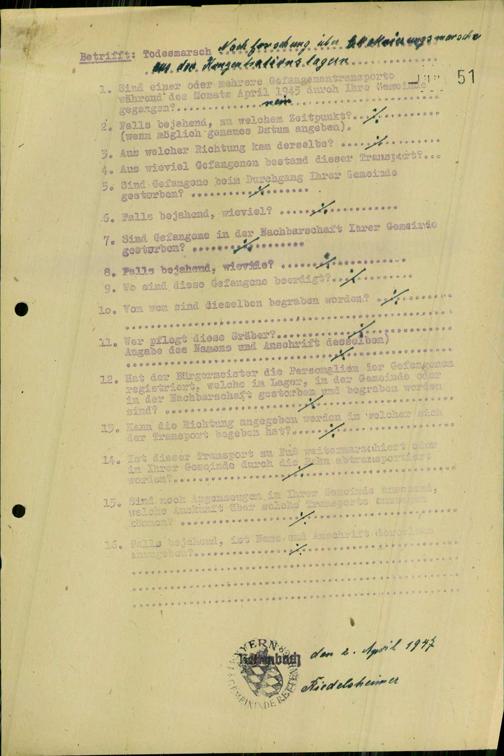 Betrifft: Todesmarsch Nachforschung über Evakuierungsmarsche
aus den Konzentrationslagern
51
1. Sind einer oder mehrere Gefangenentransporte
während des Monats April 1945 durch Ihre Gemeinde
gegangen?.......... nein
2. Falls bejahend, zu welchem Zeitpunkt?...
(wenn möglich genaues Datum angeben).
3. Aus welcher Richtung kam derselbe? ...
4. Aus wieviel Gefangenen bestand dieser Transport?...
5. Sind Gefangene beim Durchgang Ihrer Gemeinde
gestorben? ...
6. Falls bejahend, wieviel? ...
7. Sind Gefangene in der Nachbarschaft Ihrer Gemeinde
gestorben? ...
8. Falls bejahend, wieviele? ...
9. Wo sind diese Gefangene beerdigt?...
10. Von wem sind dieselben begraben worden? ...
11. Wer pflegt diese Gräber?...
Angabe des Namens und Anschrift desselben)
12. Hat der Bürgermeister die Personalien der Gefangenen
registriert, welche im Lager, in der Gemeinde oder
in der Nachbarschaft gestorben und begraben worden
sind? ...
13. Kann die Richtung angegeben werden in welcher sich
der Transport begeben hat?...
14. Ist dieser Transport zu Fuß weitermarschiert oder
in Ihrer Gemeinde durch die Bahn abtransportiert
worden?...
15. Sind noch Augenzeugen in Ihrer Gemeinde
welche Auskunft über solche Transporte
können? ...
16. Falls bejahend, ist Name und Anschrift derselben
anzugeben?...
BAYERN
GEMEINDE
den 2. April 1947
Riedelsheimer